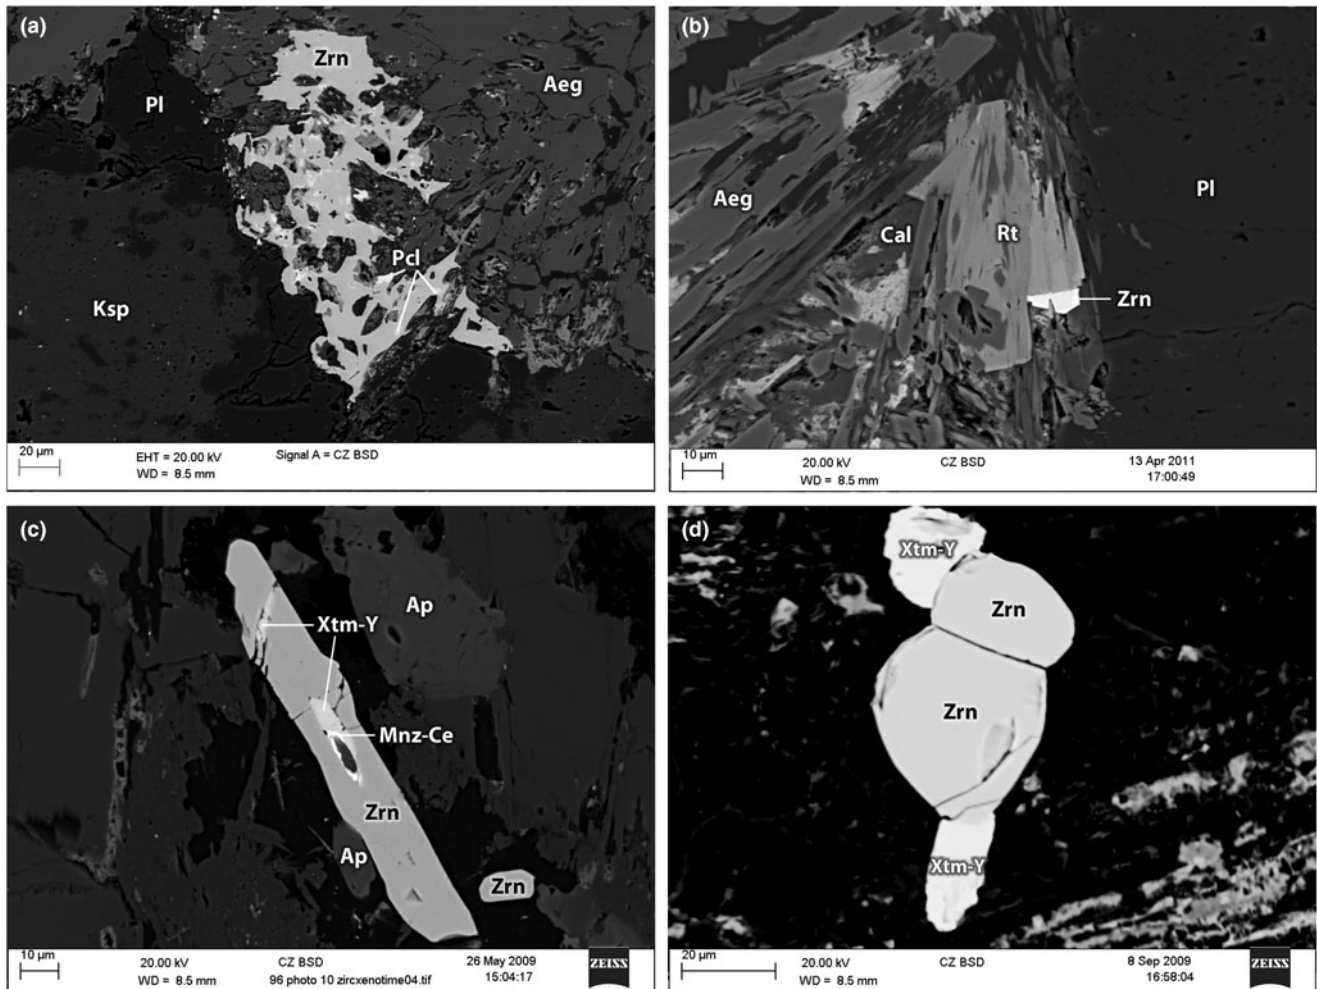 (a)
Zrn
Aeg
Pl
Pcl
Ksp
20 µm
EHT = 20.00 kV
Signal A = CZ BSD
WD = 8.5 mm
(b)
Aeg
Cal
Rt
Pl
Zrn
10 µm
20.00 kV
CZ BSD
13 Apr 2011
WD = 8.5 mm
17:00:49
(c)
Ap
Xtm-Y
Mnz-Ce
Zrn
Ap
Zrn
10 µm
20.00 kV
CZ BSD
26 May 2009
WD = 8.5 mm
96 photo 10 zircxenotime04.tif
15:04:17
ZEISS
(d)
Xtm-Y
Zrn
Zrn
Xtm-Y
20 µm
20.00 kV
CZ BSD
8 Sep 2009
WD = 8.5 mm
16:58:04
ZEISS